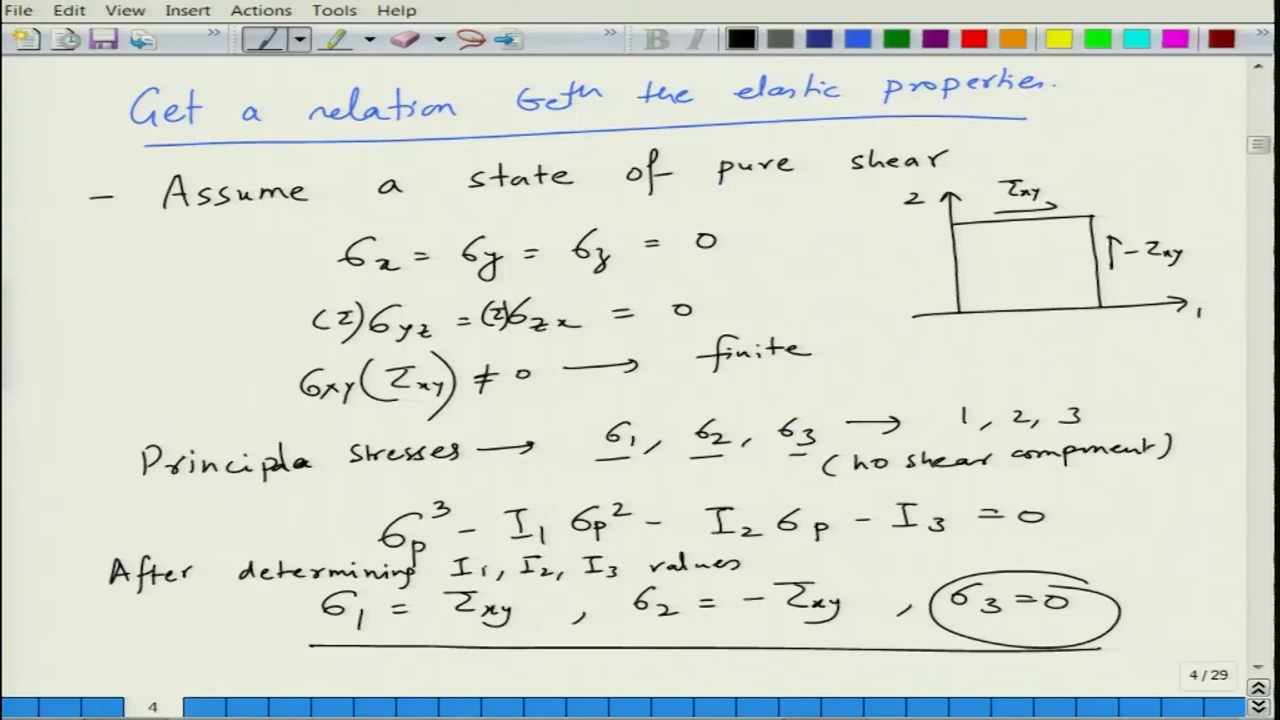 File Edit View Insert Actions Tools Help
Get a relation betn the elastic properties.
- Assume a state of pure shear
σx = σy = σz = 0
(τ)σyz = (τ)σzx = 0
σxy(τxy) ≠ 0 → finite
2
τxy
- τxy
1
Principla stresses → σ1, σ2, σ3 → 1, 2, 3
(no shear component)
σp³ - I1 σp² - I2 σp - I3 = 0
After determining I1, I2, I3 values
σ1 = τxy , σ2 = - τxy , σ3 = 0
4/29
4